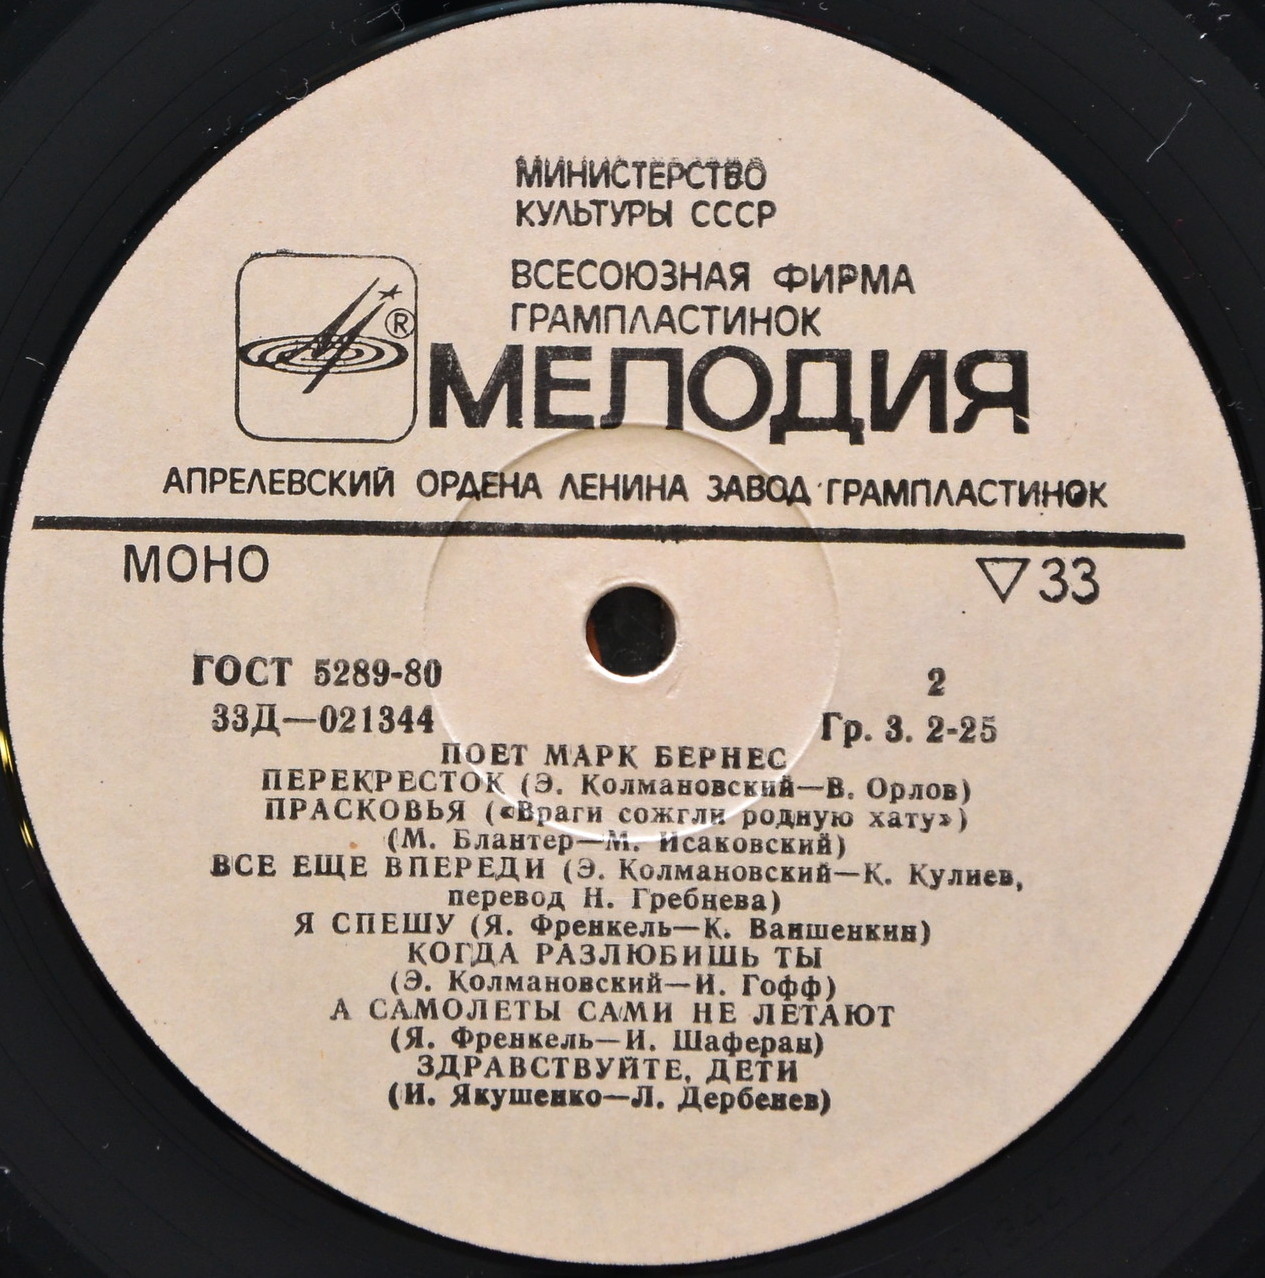 МИНИСТЕРСТВО
КУЛЬТУРЫ СССР
ВСЕСОЮЗНАЯ ФИРМА
ГРАМПЛАСТИНОК
®
МЕЛОДИЯ
АПРЕЛЕВСКИЙ ОРДЕНА ЛЕНИНА ЗАВОД ГРАМПЛАСТИНОК
МОНО ▽33
ГОСТ 5289-80 2
33Д—021344 Гр. 3. 2-25
ПОЕТ МАРК БЕРНЕС
ПЕРЕКРЕСТОК (Э. Колмановский—В. Орлов)
ПРАСКОВЬЯ («Враги сожгли родную хату»)
(М. Блантер—М. Исаковский)
ВСЕ ЕЩЕ ВПЕРЕДИ (Э. Колмановский—К. Кулиев,
перевод Н. Гребнева)
Я СПЕШУ (Я. Френкель—К. Ваншенкин)
КОГДА РАЗЛЮБИШЬ ТЫ
(Э. Колмановский—И. Гофф)
А САМОЛЕТЫ САМИ НЕ ЛЕТАЮТ
(Я. Френкель—И. Шаферан)
ЗДРАВСТВУЙТЕ, ДЕТИ
(И. Якушенко—Л. Дербенев)